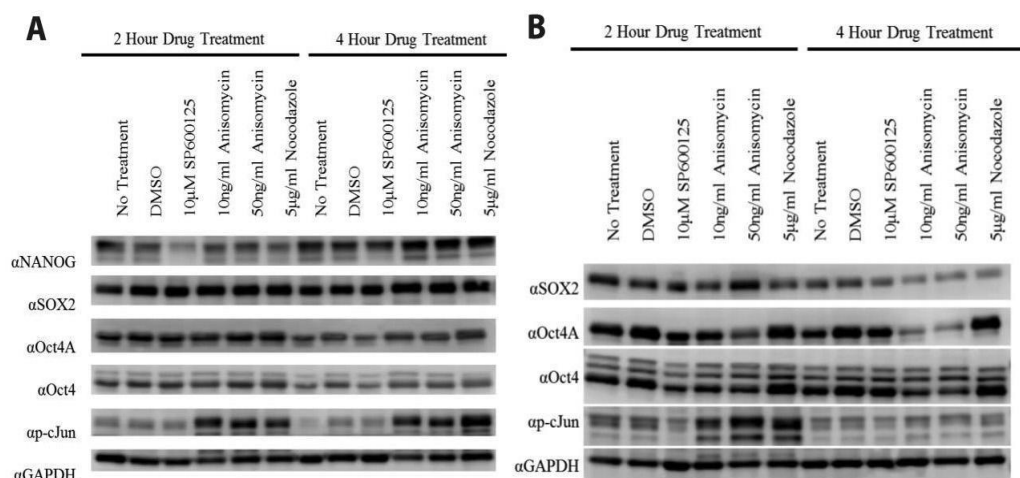 A
2 Hour Drug Treatment
4 Hour Drug Treatment
No Treatment
DMSO
10μM SP600125
10ng/ml Anisomycin
50ng/ml Anisomycin
5μg/ml Nocodazole
No Treatment
DMSO
10μM SP600125
10ng/ml Anisomycin
50ng/ml Anisomycin
5μg/ml Nocodazole
αNANOG
αSOX2
αOct4A
αOct4
αp-cJun
αGAPDH
B
2 Hour Drug Treatment
4 Hour Drug Treatment
No Treatment
DMSO
10μM SP600125
10ng/ml Anisomycin
50ng/ml Anisomycin
5μg/ml Nocodazole
No Treatment
DMSO
10μM SP600125
10ng/ml Anisomycin
50ng/ml Anisomycin
5μg/ml Nocodazole
αSOX2
αOct4A
αOct4
αp-cJun
αGAPDH